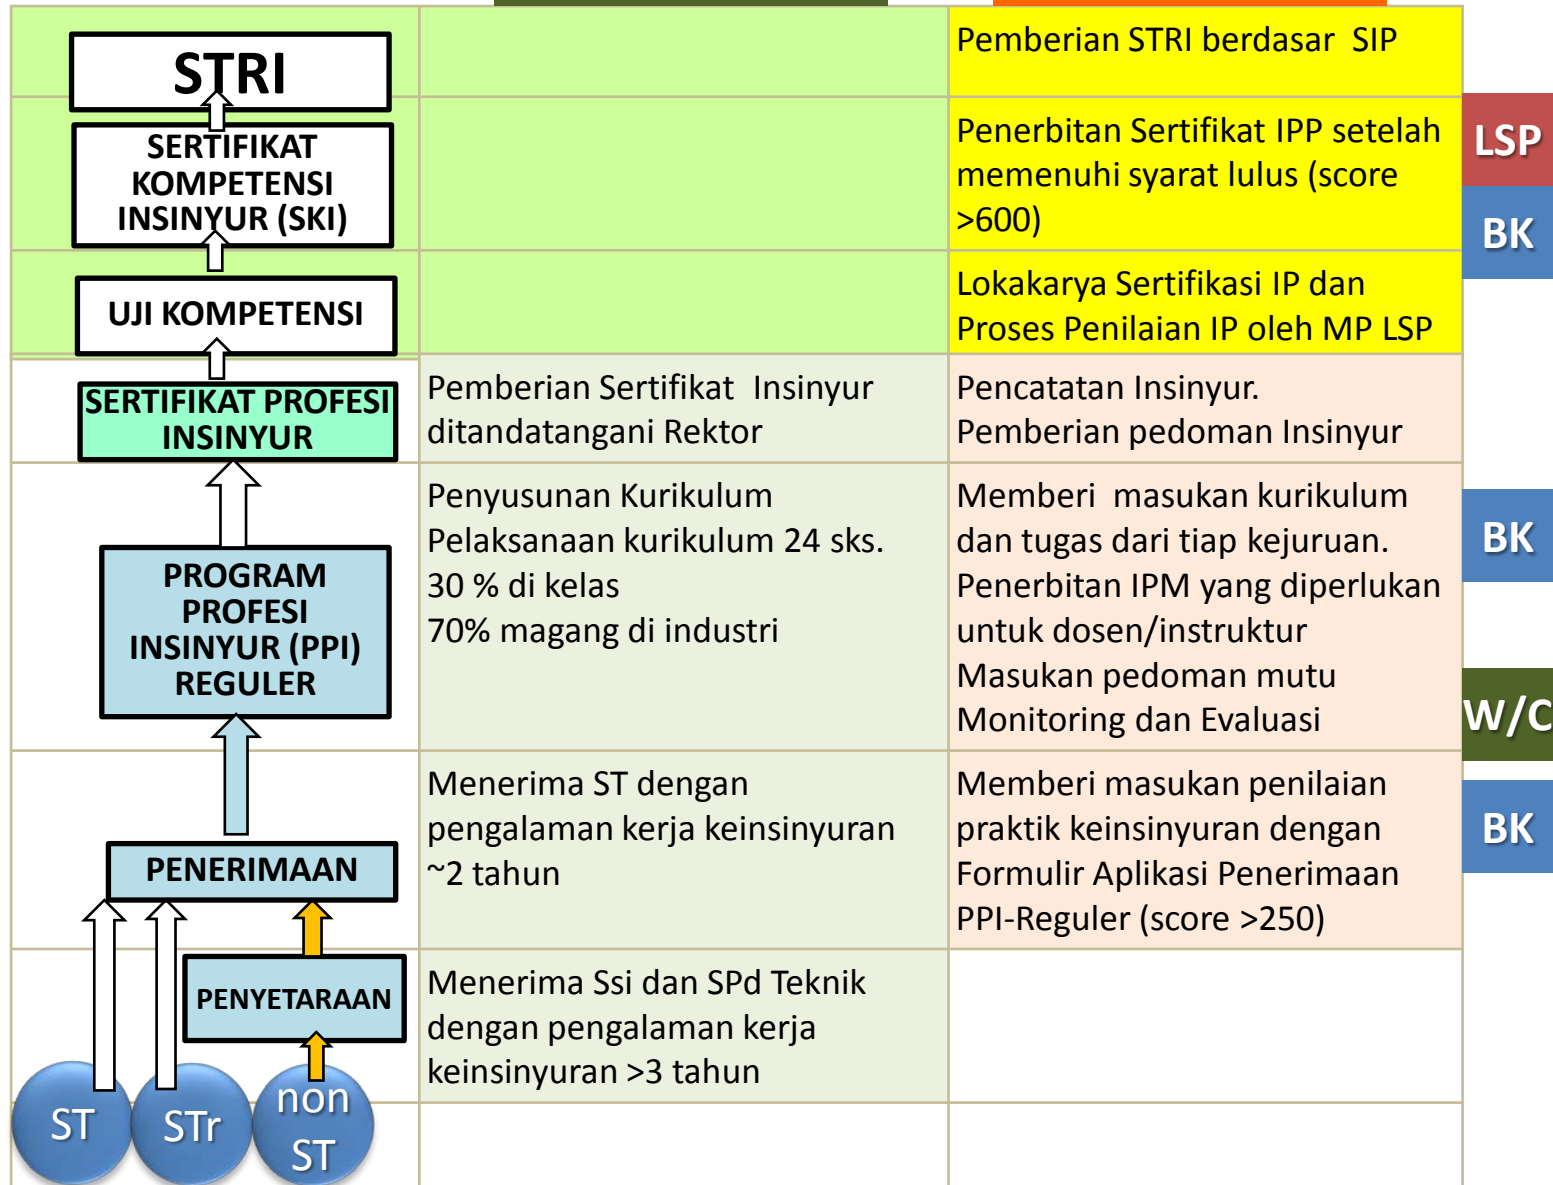 STRI
Pemberian STRI berdasar SIP
SERTIFIKAT
KOMPETENSI
INSINYUR (SKI)
Penerbitan Sertifikat IPP setelah
memenuhi syarat lulus (score
>600)
LSP
BK
UJI KOMPETENSI
Lokakarya Sertifikasi IP dan
Proses Penilaian IP oleh MP LSP
SERTIFIKAT PROFESI
INSINYUR
Pemberian Sertifikat Insinyur
ditandatangani Rektor
Pencatatan Insinyur.
Pemberian pedoman Insinyur
PROGRAM
PROFESI
INSINYUR (PPI)
REGULER
Penyusunan Kurikulum
Pelaksanaan kurikulum 24 sks.
30 % di kelas
70% magang di industri
Memberi masukan kurikulum
dan tugas dari tiap kejuruan.
Penerbitan IPM yang diperlukan
untuk dosen/instruktur
Masukan pedoman mutu
Monitoring dan Evaluasi
BK
W/C
PENERIMAAN
Menerima ST dengan
pengalaman kerja keinsinyuran
~2 tahun
Memberi masukan penilaian
praktik keinsinyuran dengan
Formulir Aplikasi Penerimaan
PPI-Reguler (score >250)
BK
PENYETARAAN
Menerima Ssi dan SPd Teknik
dengan pengalaman kerja
keinsinyuran >3 tahun
ST
STr
non
ST